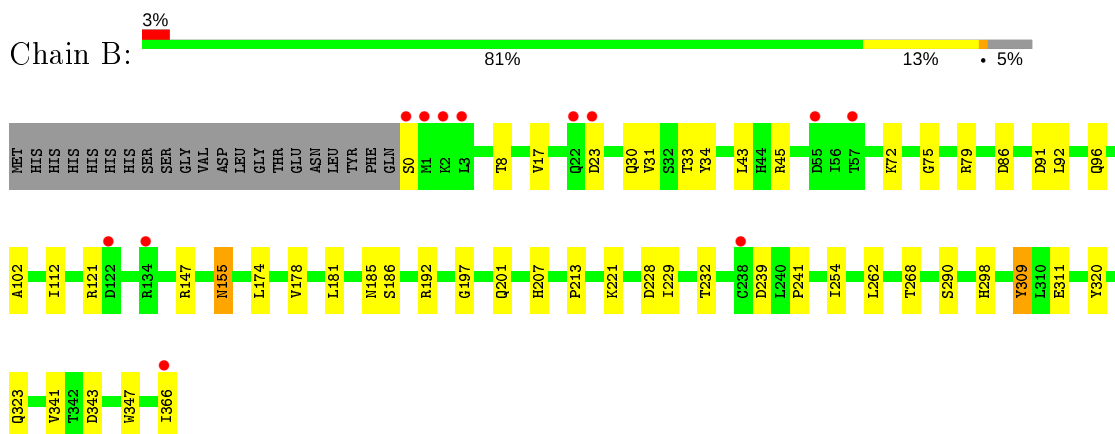 3%
Chain B:
81% 13% • 5%
MET HIS HIS HIS HIS HIS HIS SER SER GLY VAL ASP LEU GLY THR GLU ASN LEU TYR PHE GLN S0 M1 K2 L3 T8 V17 Q22 D23 Q30 V31 S32 T33 Y34 L43 H44 R45 D55 I56 T57 K72 G75 R79 D86 D91 L92 Q96
A102 I112 R121 D122 R134 R147 N155 L174 V178 L181 N185 S186 R192 G197 Q201 H207 P213 K221 D228 I229 T232 C238 D239 L240 P241 I254 L262 T268 S290 H298 Y309 L310 E311 Y320
Q323 V341 T342 D343 W347 I366